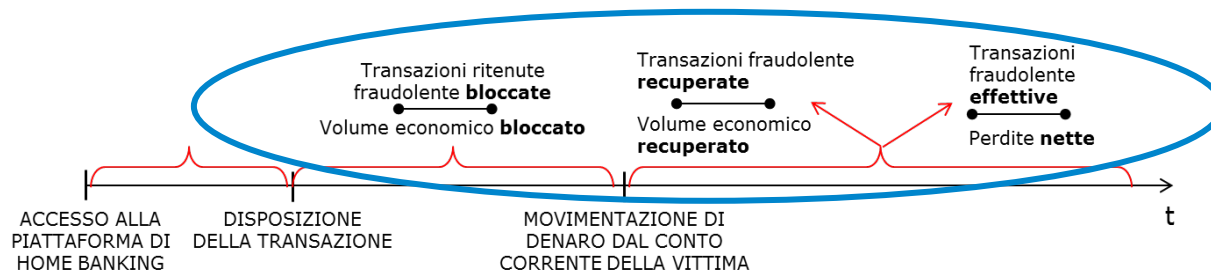 Transazioni ritenute
fraudolente bloccate
Volume economico bloccato
Transazioni fraudolente
recuperate
Volume economico
recuperato
Transazioni
fraudolente
effettive
Perdite nette
t
ACCESSO ALLA
PIATTAFORMA DI
HOME BANKING
DISPOSIZIONE
DELLA TRANSAZIONE
MOVIMENTAZIONE DI
DENARO DAL CONTO
CORRENTE DELLA VITTIMA